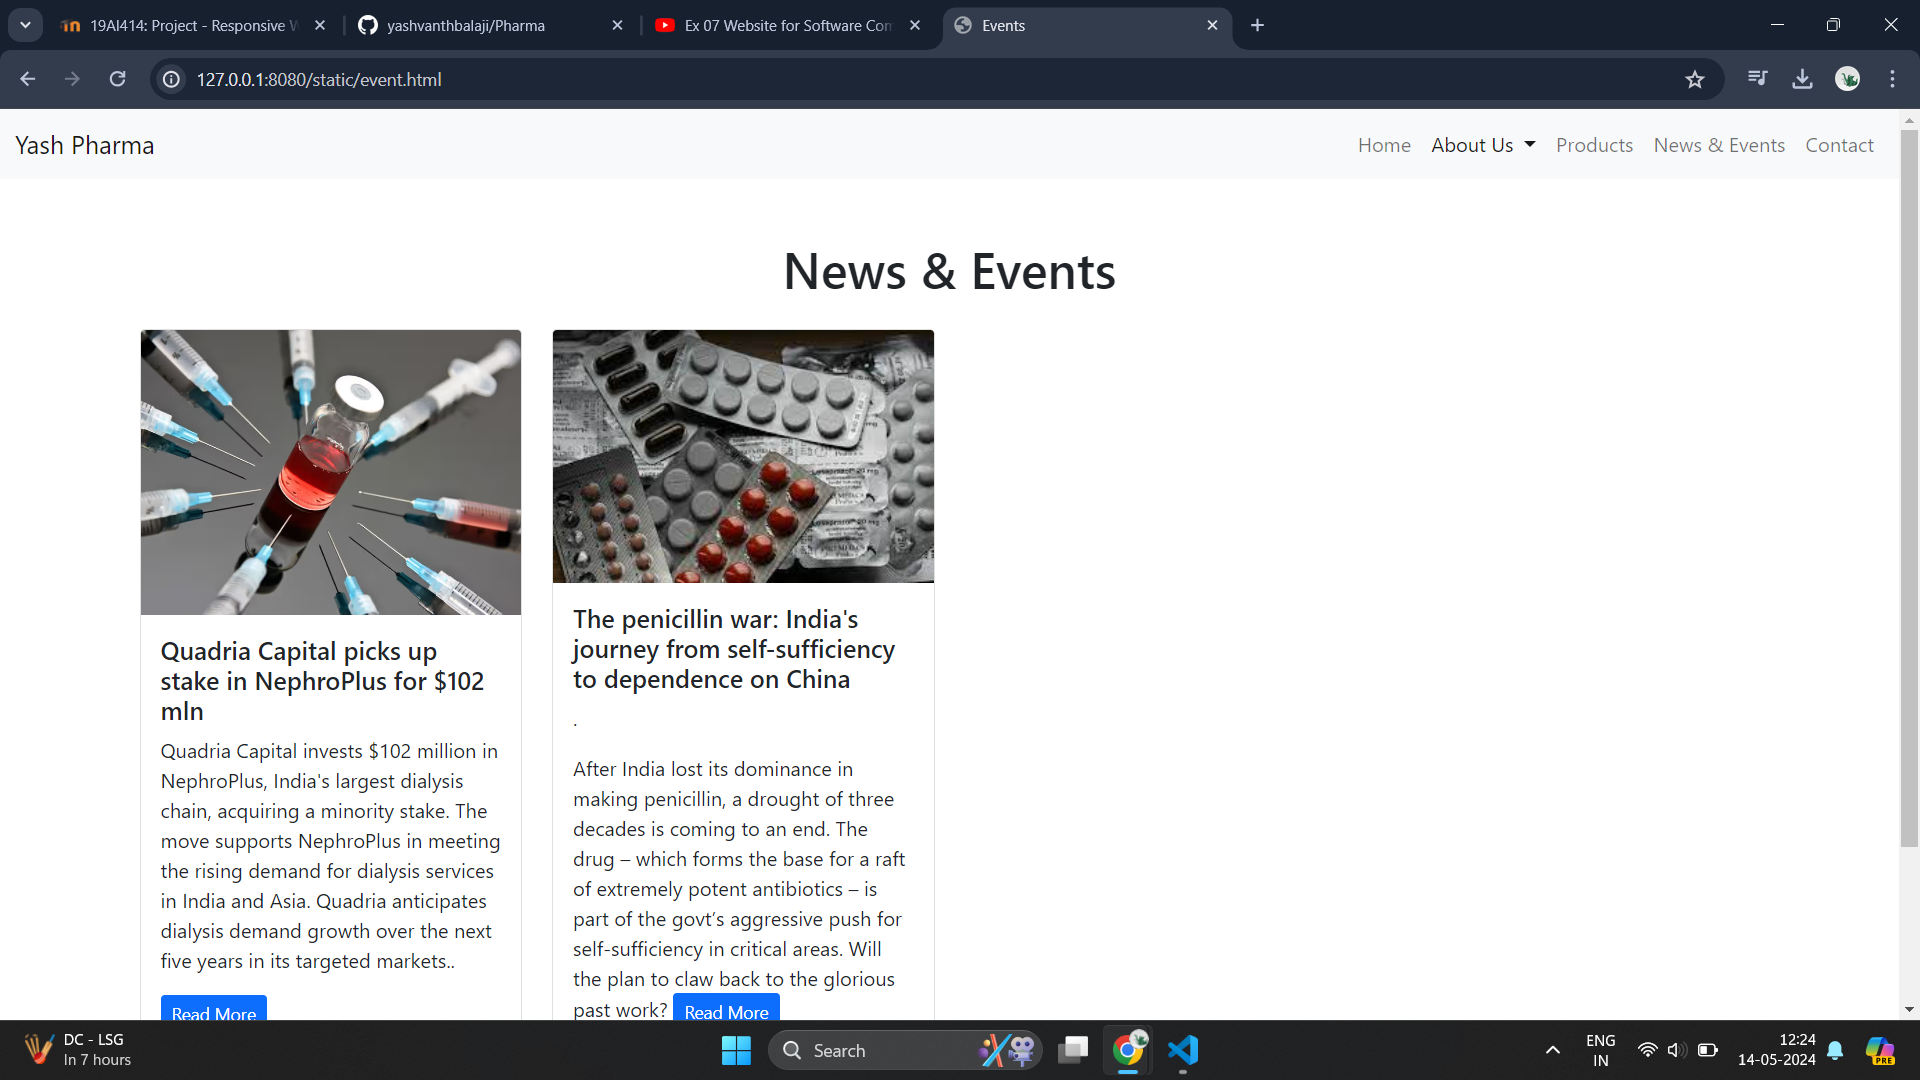 19AI414: Project - Responsive W
yashvanthbalaji/Pharma
Ex 07 Website for Software Com
Events
127.0.0.1:8080/static/event.html
Yash Pharma
Home
About Us
Products
News & Events
Contact
News & Events
Quadria Capital picks up
stake in NephroPlus for $102
mln
Quadria Capital invests $102 million in
NephroPlus, India's largest dialysis
chain, acquiring a minority stake. The
move supports NephroPlus in meeting
the rising demand for dialysis services
in India and Asia. Quadria anticipates
dialysis demand growth over the next
five years in its targeted markets..
Read More
The penicillin war: India's
journey from self-sufficiency
to dependence on China
.
After India lost its dominance in
making penicillin, a drought of three
decades is coming to an end. The
drug – which forms the base for a raft
of extremely potent antibiotics – is
part of the govt’s aggressive push for
self-sufficiency in critical areas. Will
the plan to claw back to the glorious
past work? Read More
DC - LSG
In 7 hours
Search
ENG
IN
12:24
14-05-2024
PRE